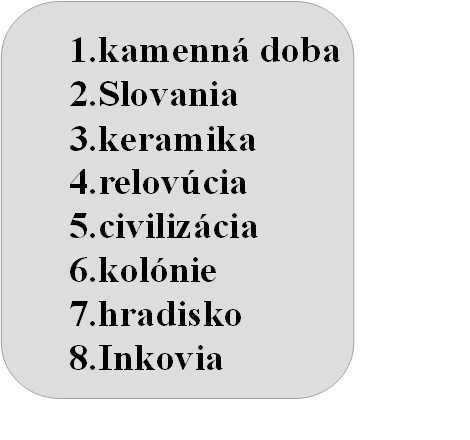 1.kamenná doba
2.Slovania
3.keramika
4.relovúcia
5.civilizácia
6.kolónie
7.hradisko
8.Inkovia